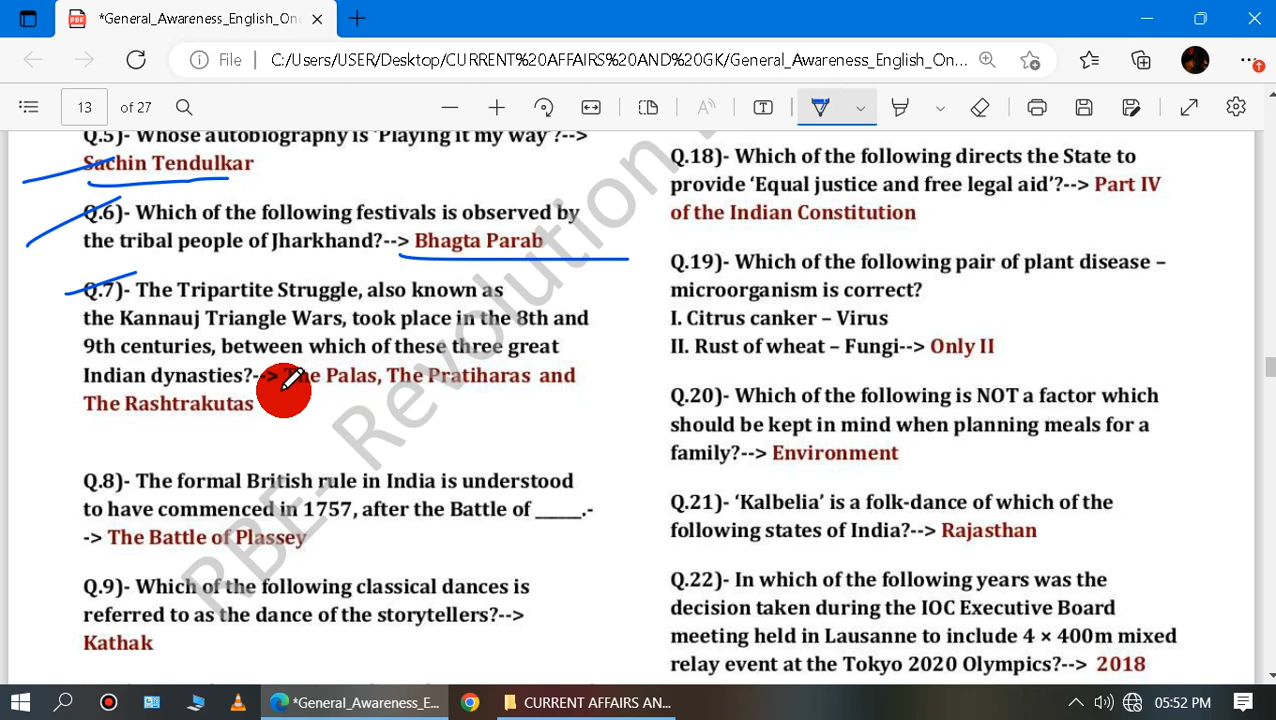 *General_Awareness_English_On
File C:/Users/USER/Desktop/CURRENT%20AFFAIRS%20AND%20GK/General_Awareness_English_On...
13 of 27
Q.5)- Whose autobiography is ‘Playing it my way’?-->
Sachin Tendulkar
Q.6)- Which of the following festivals is observed by
the tribal people of Jharkhand?--> Bhagta Parab
Q.7)- The Tripartite Struggle, also known as
the Kannauj Triangle Wars, took place in the 8th and
9th centuries, between which of these three great
Indian dynasties?--> The Palas, The Pratiharas and
The Rashtrakutas
Q.8)- The formal British rule in India is understood
to have commenced in 1757, after the Battle of _____.-
-> The Battle of Plassey
Q.9)- Which of the following classical dances is
referred to as the dance of the storytellers?-->
Kathak
Q.18)- Which of the following directs the State to
provide ‘Equal justice and free legal aid’?--> Part IV
of the Indian Constitution
Q.19)- Which of the following pair of plant disease –
microorganism is correct?
I. Citrus canker – Virus
II. Rust of wheat – Fungi--> Only II
Q.20)- Which of the following is NOT a factor which
should be kept in mind when planning meals for a
family?--> Environment
Q.21)- ‘Kalbelia’ is a folk-dance of which of the
following states of India?--> Rajasthan
Q.22)- In which of the following years was the
decision taken during the IOC Executive Board
meeting held in Lausanne to include 4 × 400m mixed
relay event at the Tokyo 2020 Olympics?--> 2018
RBE- Revolution
*General_Awareness_E...
CURRENT AFFAIRS AN...
05:52 PM